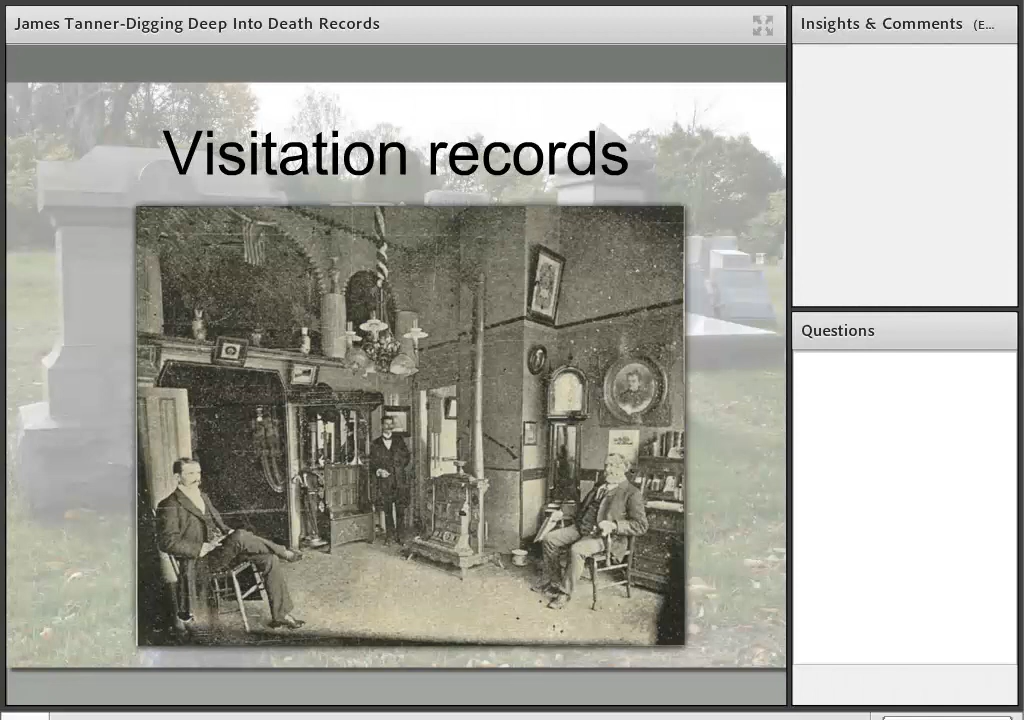 James Tanner-Digging Deep Into Death Records
Insights & Comments (E...
Visitation records
Questions